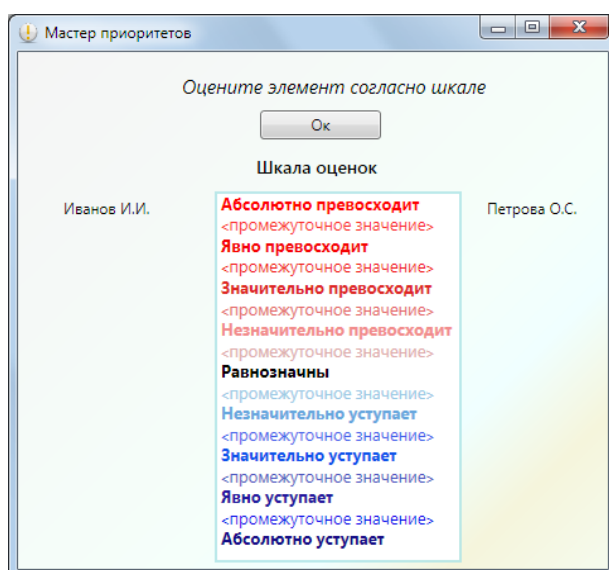 Мастер приоритетов
Оцените элемент согласно шкале
Ок
Шкала оценок
Иванов И.И.
Абсолютно превосходит
Петрова О.С.
<промежуточное значение>
Явно превосходит
<промежуточное значение>
Значительно превосходит
<промежуточное значение>
Незначительно превосходит
<промежуточное значение>
Равнозначны
<промежуточное значение>
Незначительно уступает
<промежуточное значение>
Значительно уступает
<промежуточное значение>
Явно уступает
<промежуточное значение>
Абсолютно уступает